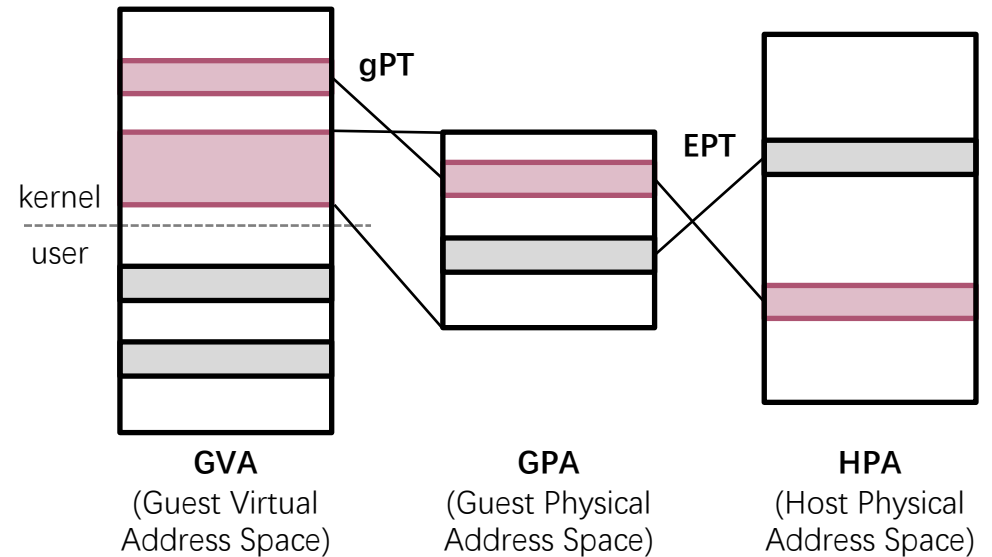 gPT
EPT
kernel
user
GVA
(Guest Virtual
Address Space)
GPA
(Guest Physical
Address Space)
HPA
(Host Physical
Address Space)